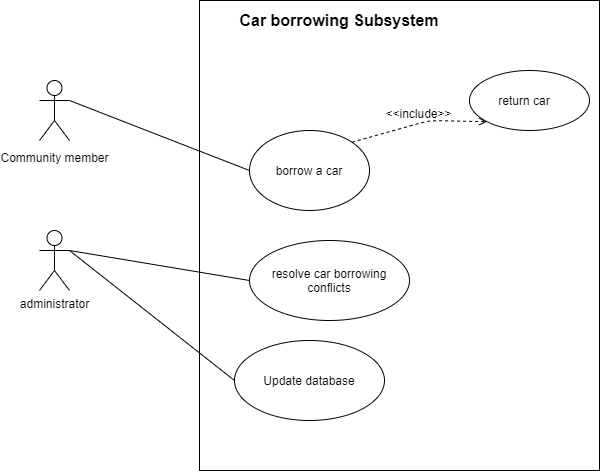 Car borrowing Subsystem
return car
<<include>>
Community member
borrow a car
administrator
resolve car borrowing
conflicts
Update database